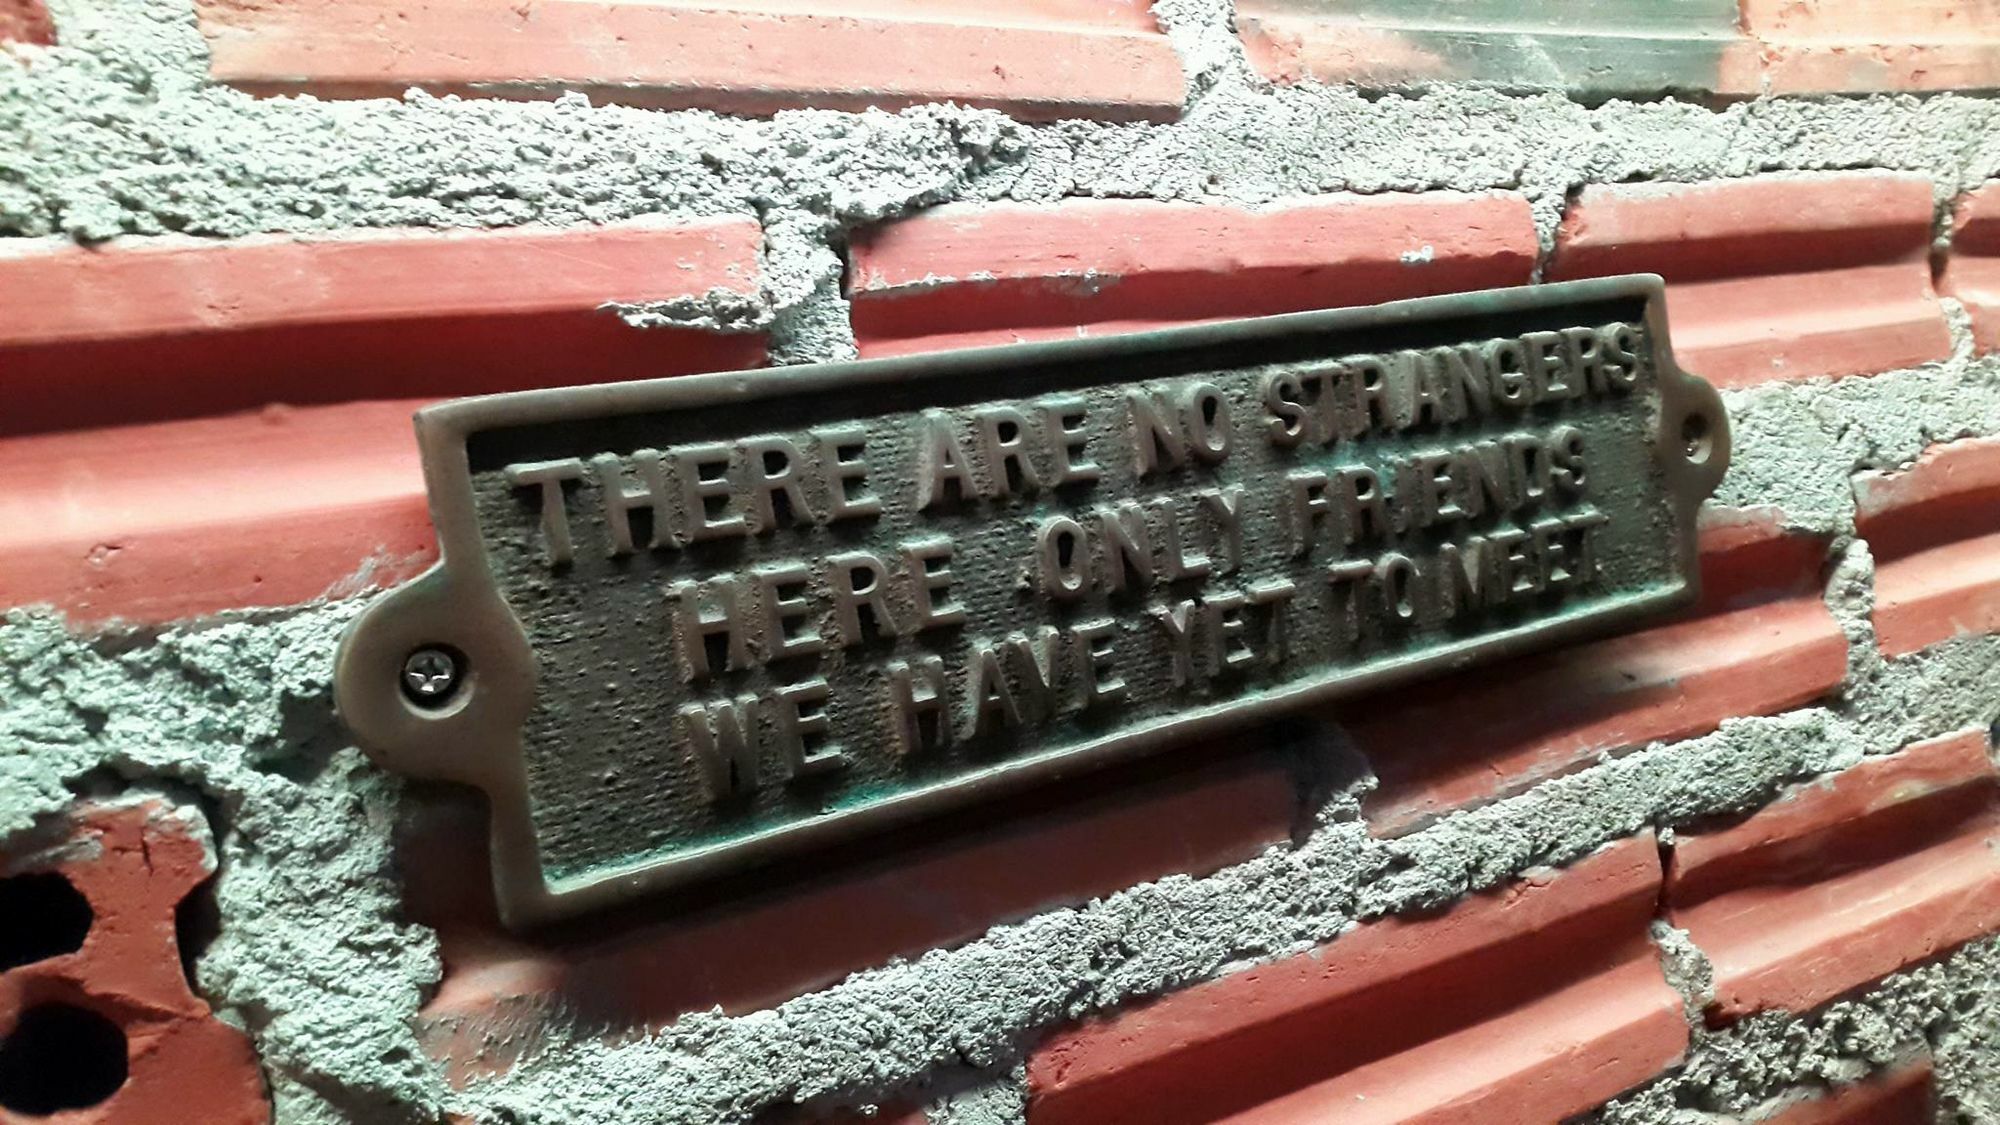 THERE ARE NO STRANGERS
HERE ONLY FRIENDS
WE HAVE YET TO MEET